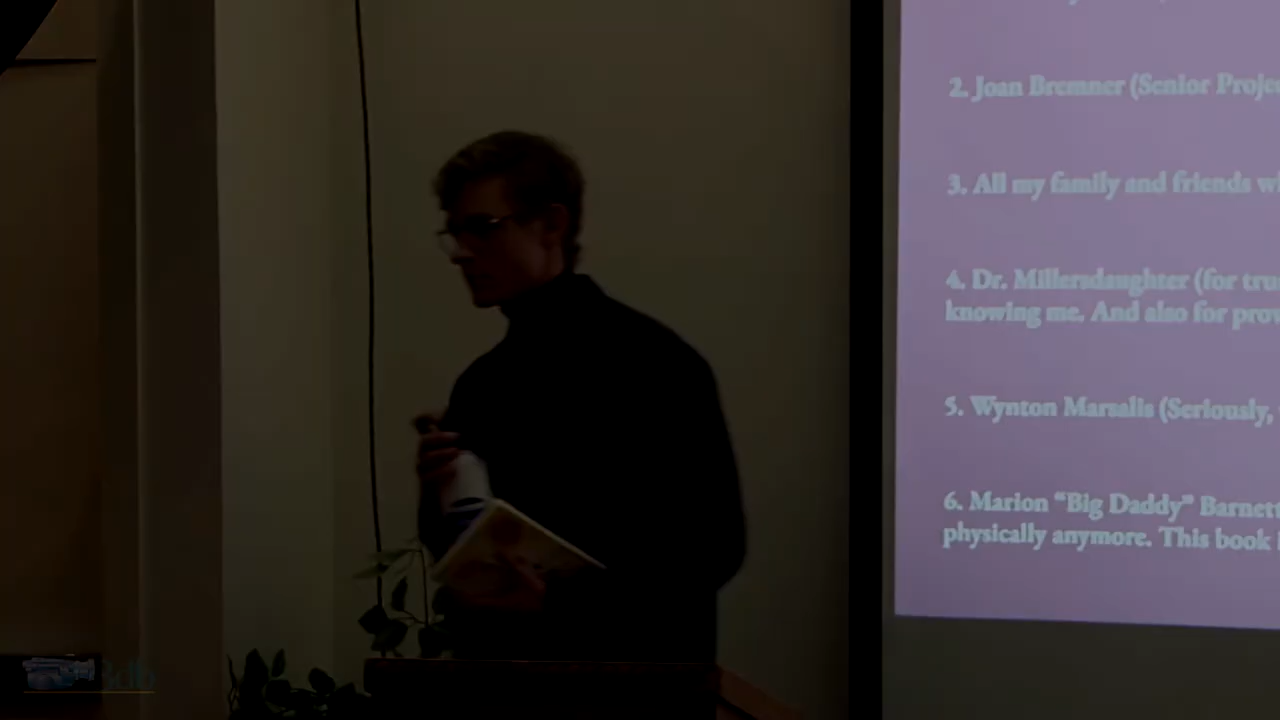 2. Joan Bremner (Senior Proje
3. All my family and friends w
4. Dr. Millersdaughter (for tru
knowing me. And also for prov
5. Wynton Marsalis (Seriously,
6. Marion “Big Daddy” Barnett
physically anymore. This book